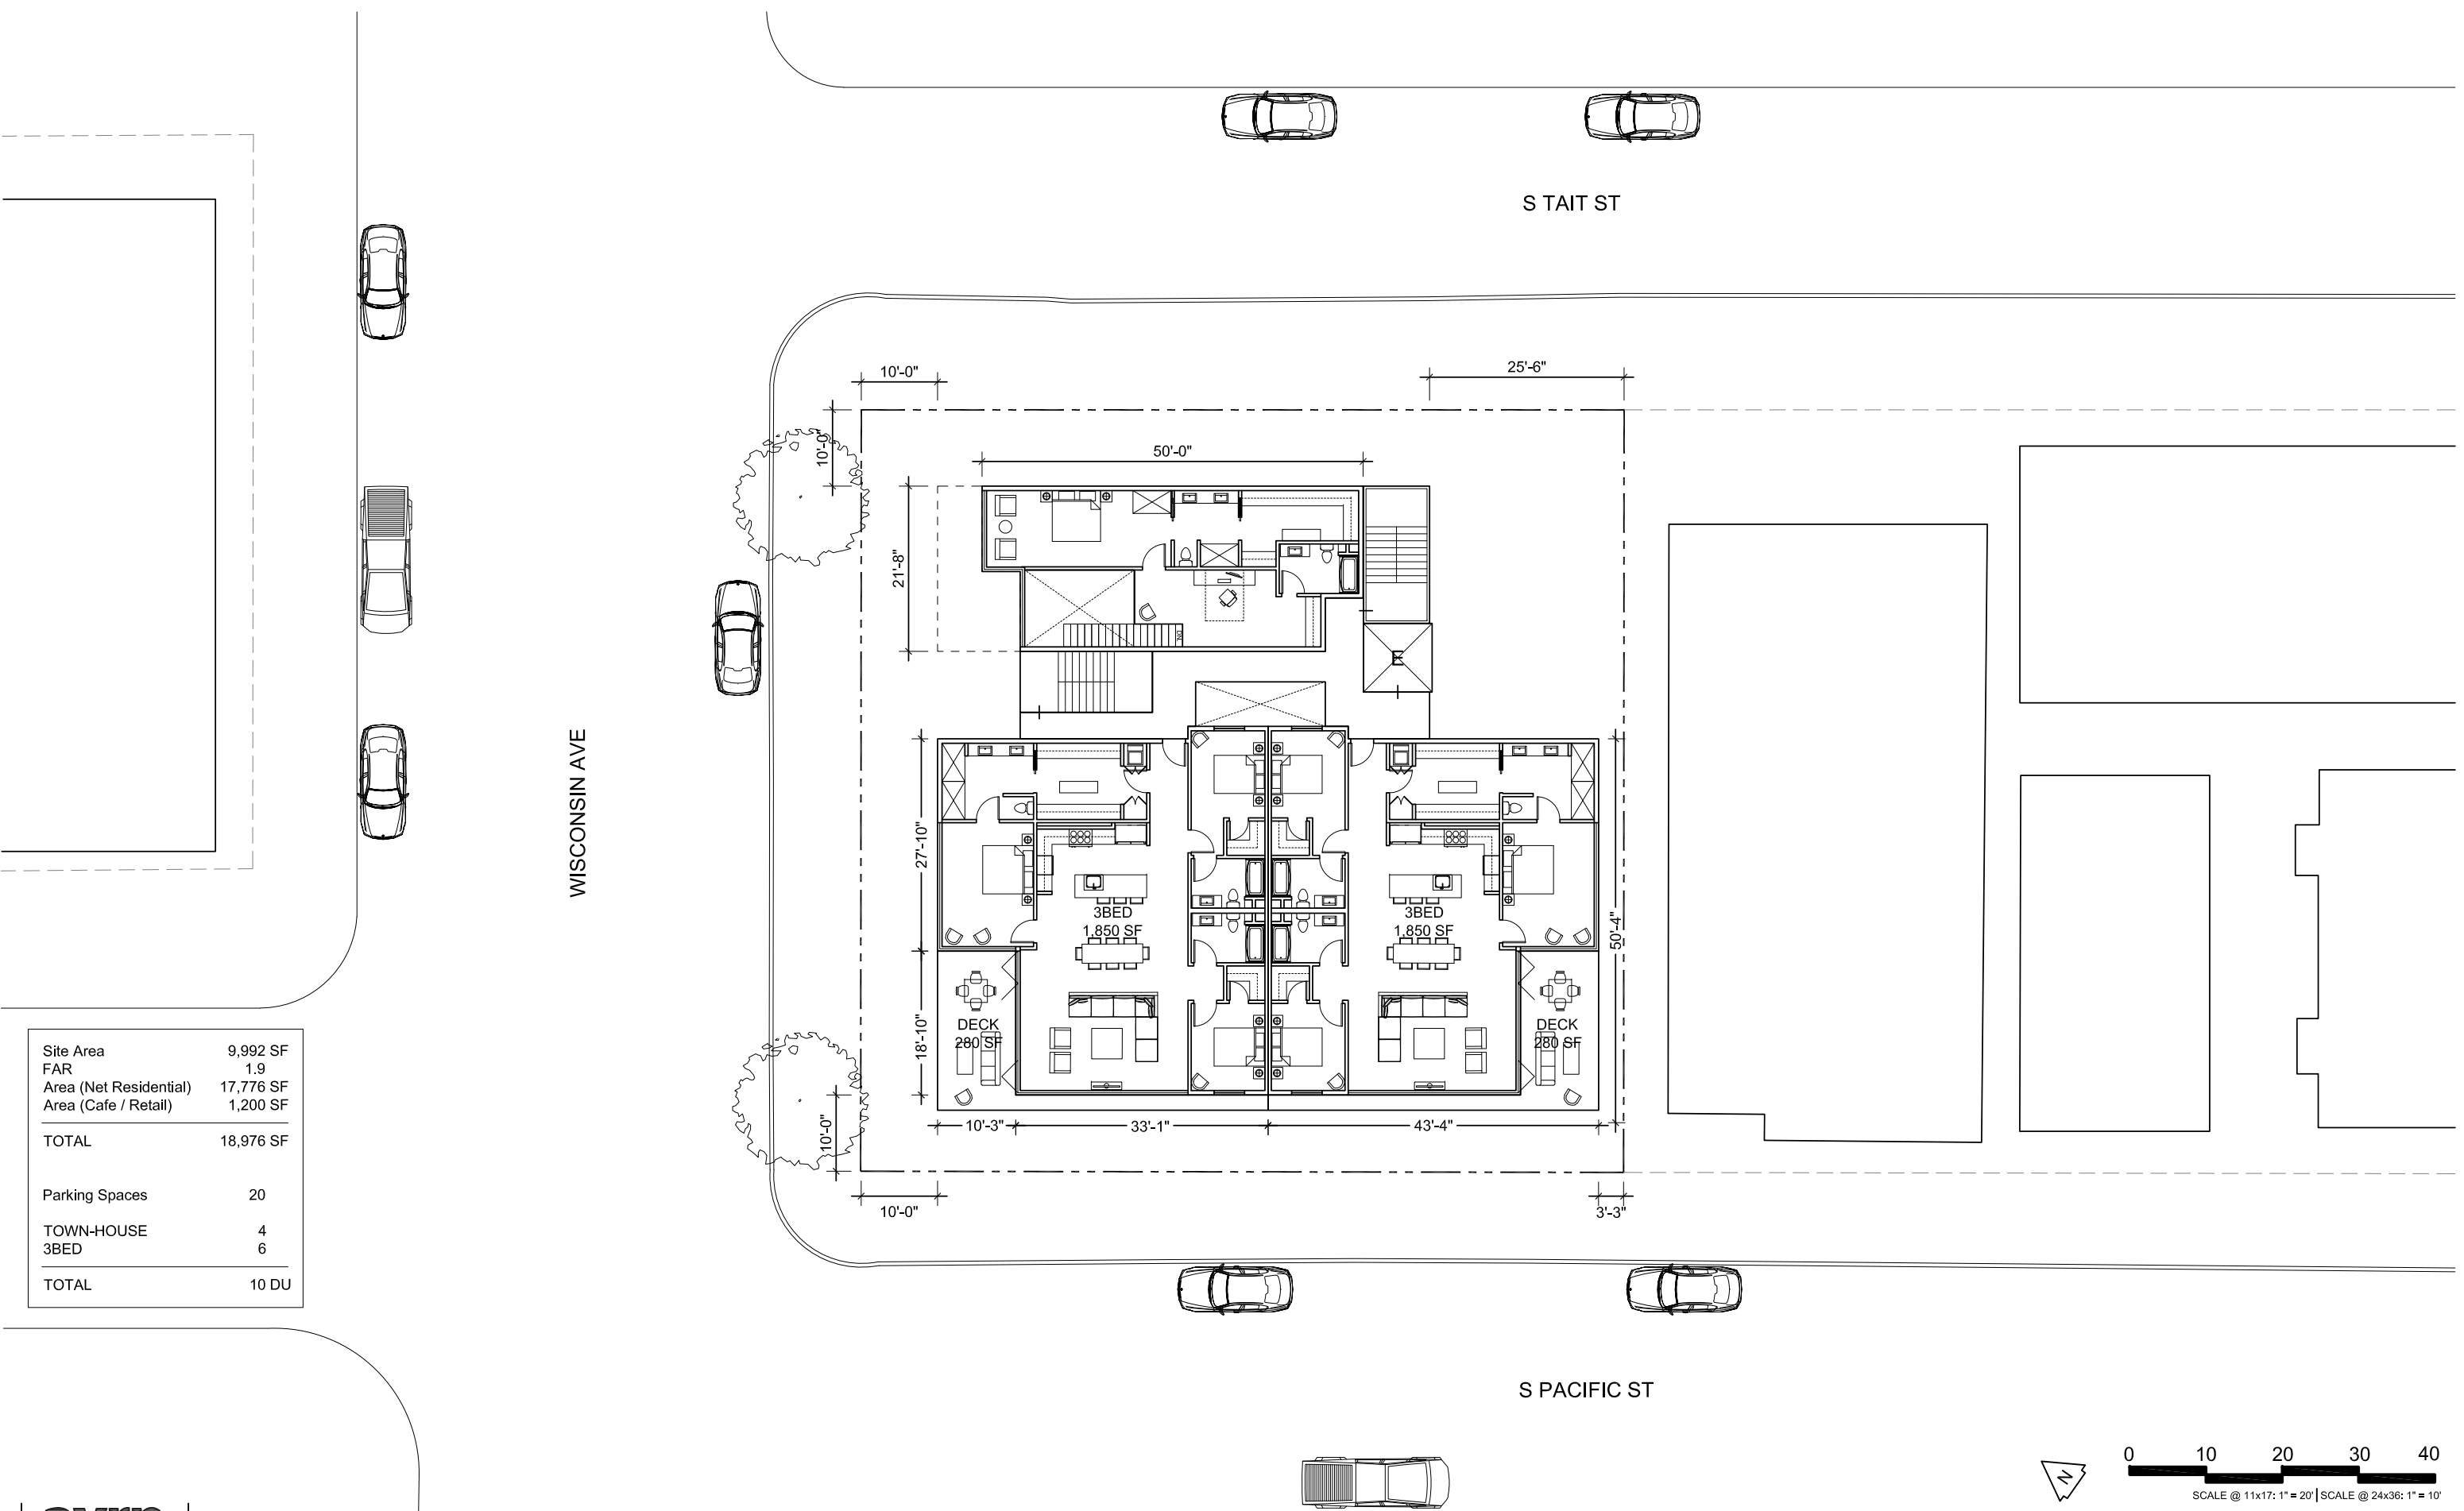 S TAIT ST
10'-0"
25'-6"
10'-0"
50'-0"
21'-8"
DN
WISCONSIN AVE
27'-10"
3BED
1,850 SF
3BED
1,850 SF
50'-4"
18'-10"
DECK
280 SF
DECK
280 SF
10'-3"
33'-1"
43'-4"
10'-0"
10'-0"
3'-3"
Site Area 9,992 SF
FAR 1.9
Area (Net Residential) 17,776 SF
Area (Cafe / Retail) 1,200 SF
TOTAL 18,976 SF
Parking Spaces 20
TOWN-HOUSE 4
3BED 6
TOTAL 10 DU
S PACIFIC ST
N
0 10 20 30 40
SCALE @ 11x17: 1" = 20' | SCALE @ 24x36: 1" = 10'